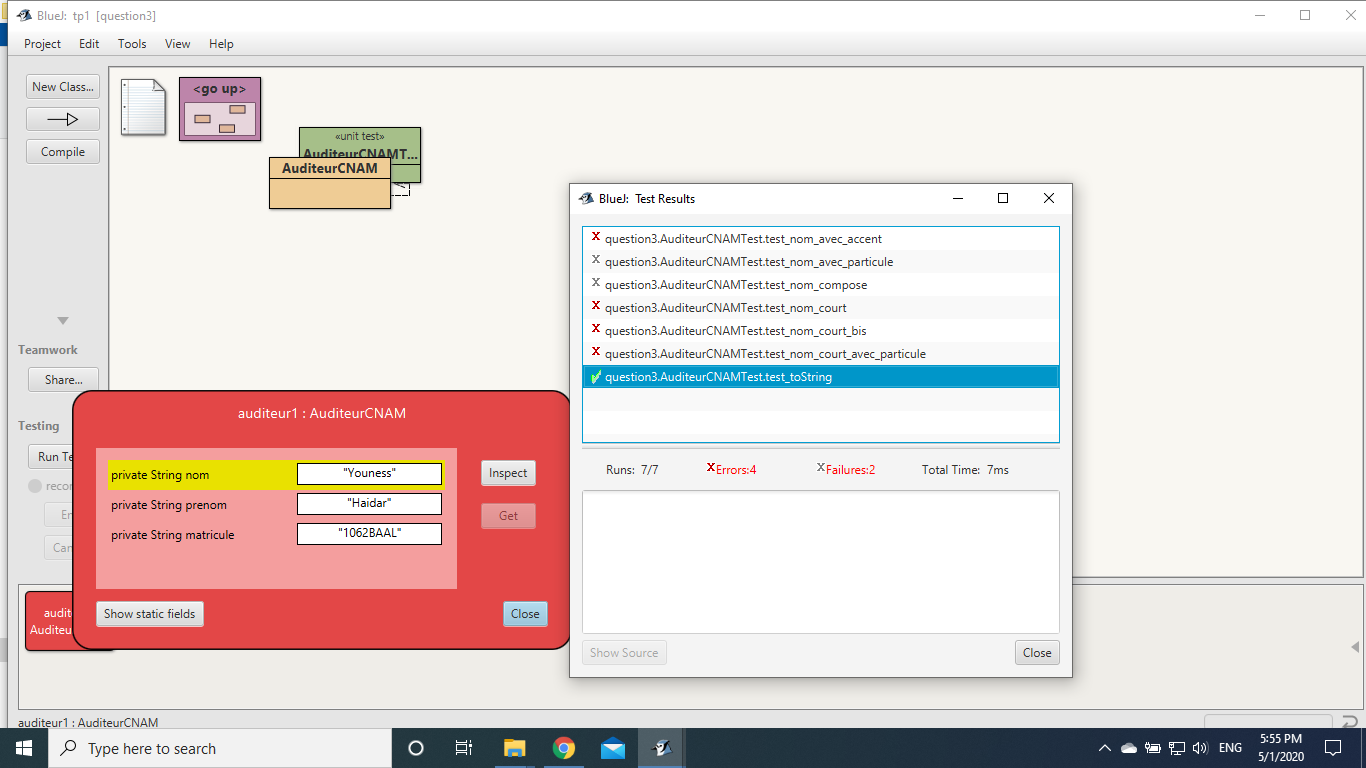 BlueJ: tp1 [question3]
Project Edit Tools View Help
New Class...
Compile
<go up>
«unit test»
AuditeurCNAMT...
AuditeurCNAM
Teamwork
Share...
Testing
Run Te
recor
En
Can
auditeur1 : AuditeurCNAM
private String nom "Youness"
private String prenom "Haidar"
private String matricule "1062BAAL"
Inspect
Get
Show static fields
Close
BlueJ: Test Results
question3.AuditeurCNAMTest.test_nom_avec_accent
question3.AuditeurCNAMTest.test_nom_avec_particule
question3.AuditeurCNAMTest.test_nom_compose
question3.AuditeurCNAMTest.test_nom_court
question3.AuditeurCNAMTest.test_nom_court_bis
question3.AuditeurCNAMTest.test_nom_court_avec_particule
question3.AuditeurCNAMTest.test_toString
Runs: 7/7 Errors:4 Failures:2 Total Time: 7ms
Show Source
Close
audite
Auditeu
auditeur1 : AuditeurCNAM
Type here to search
ENG
5:55 PM
5/1/2020